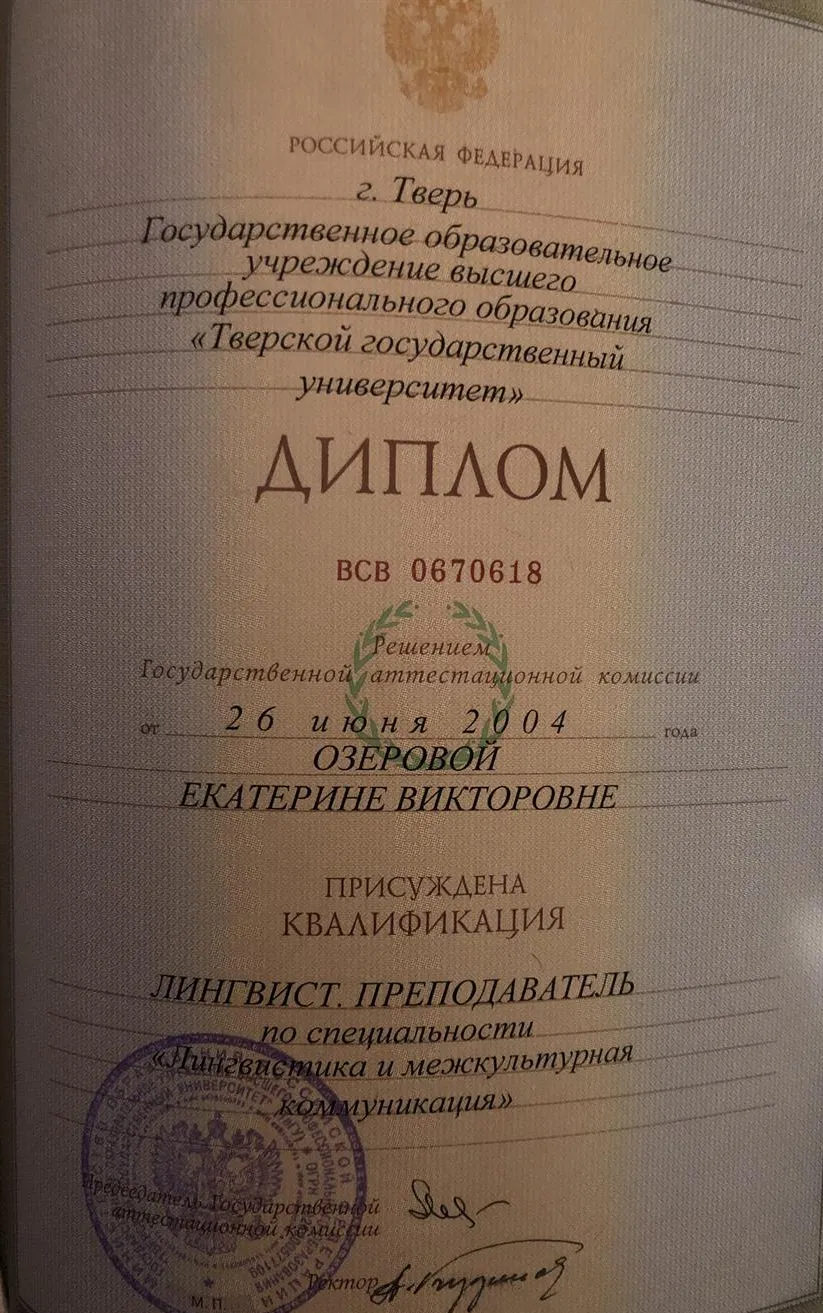 РОССИЙСКАЯ ФЕДЕРАЦИЯ
г. Тверь
Государственное образовательное
учреждение высшего
профессионального образования
«Тверской государственный
университет»
ДИПЛОМ
ВСВ 0670618
Решением
Государственной аттестационной комиссии
от 26 июня 2004 года
ОЗЕРОВОЙ
ЕКАТЕРИНЕ ВИКТОРОВНЕ
ПРИСУЖДЕНА
КВАЛИФИКАЦИЯ
ЛИНГВИСТ. ПРЕПОДАВАТЕЛЬ
по специальности
«Лингвистика и межкультурная
коммуникация»
Председатель Государственной
аттестационной комиссии
Ректор
М.П.